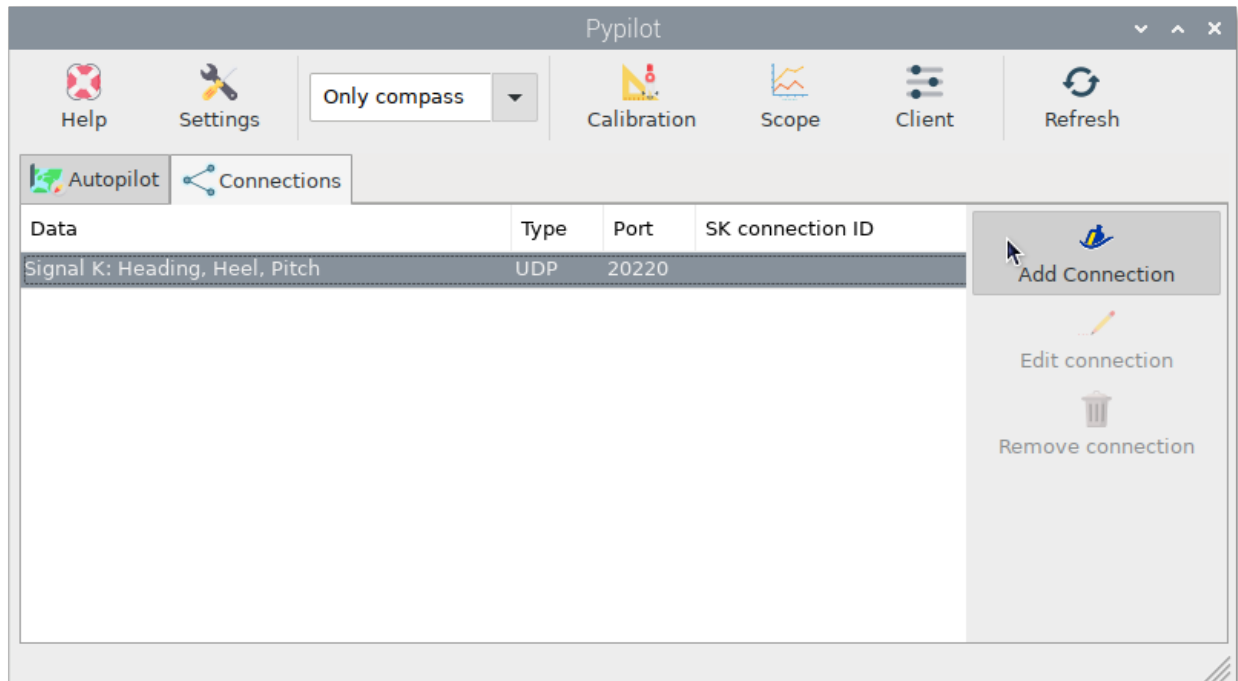 Pypilot
Help Settings Only compass Calibration Scope Client Refresh
Autopilot Connections
Data Type Port SK connection ID
Signal K: Heading, Heel, Pitch UDP 20220
Add Connection
Edit connection
Remove connection